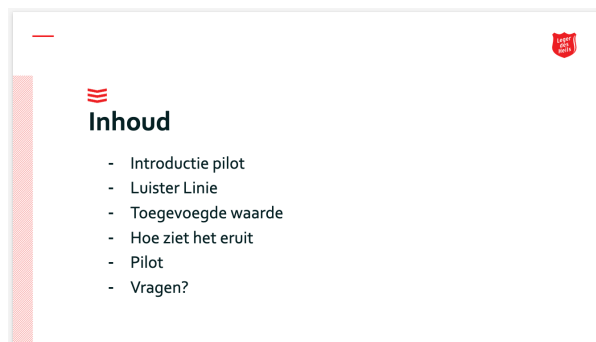 Leger
des
Heils
Inhoud
- Introductie pilot
- Luister Linie
- Toegevoegde waarde
- Hoe ziet het eruit
- Pilot
- Vragen?